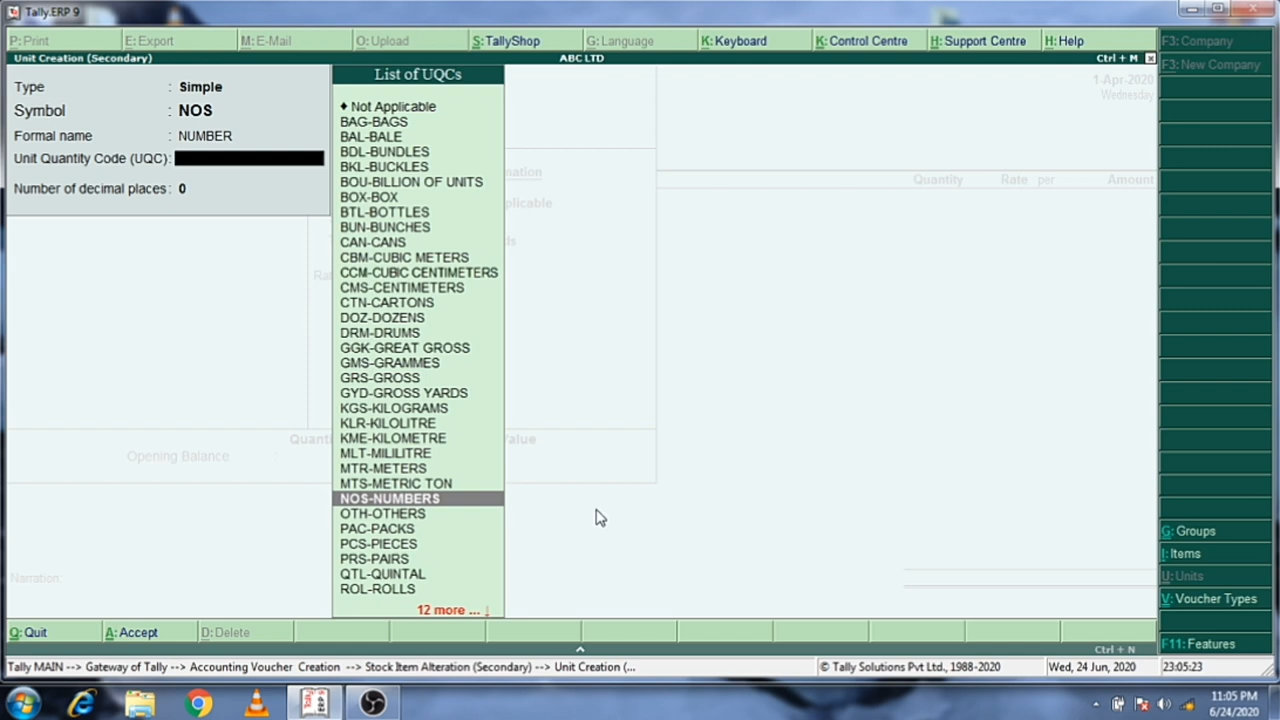 Tally.ERP 9
P: Print
E: Export
M: E-Mail
O: Upload
S: TallyShop
G: Language
K: Keyboard
K: Control Centre
H: Support Centre
H: Help
F3: Company
F3: New Company
Unit Creation (Secondary)
ABC LTD
Ctrl + M
Type : Simple
Symbol : NOS
Formal name : NUMBER
Unit Quantity Code (UQC):
Number of decimal places : 0
List of UQCs
♦ Not Applicable
BAG-BAGS
BAL-BALE
BDL-BUNDLES
BKL-BUCKLES
BOU-BILLION OF UNITS
BOX-BOX
BTL-BOTTLES
BUN-BUNCHES
CAN-CANS
CBM-CUBIC METERS
CCM-CUBIC CENTIMETERS
CMS-CENTIMETERS
CTN-CARTONS
DOZ-DOZENS
DRM-DRUMS
GGK-GREAT GROSS
GMS-GRAMMES
GRS-GROSS
GYD-GROSS YARDS
KGS-KILOGRAMS
KLR-KILOLITRE
KME-KILOMETRE
MLT-MILILITRE
MTR-METERS
MTS-METRIC TON
NOS-NUMBERS
OTH-OTHERS
PAC-PACKS
PCS-PIECES
PRS-PAIRS
QTL-QUINTAL
ROL-ROLLS
12 more ... ↓
1-Apr-2020
Wednesday
Quantity Rate per Amount
Opening Balance :
Narration:
G: Groups
I: Items
U: Units
V: Voucher Types
F11: Features
Q: Quit
A: Accept
D: Delete
Ctrl + N
Tally MAIN --> Gateway of Tally --> Accounting Voucher Creation --> Stock Item Alteration (Secondary) --> Unit Creation (...
© Tally Solutions Pvt Ltd., 1988-2020
Wed, 24 Jun, 2020
23:05:23
11:05 PM
6/24/2020